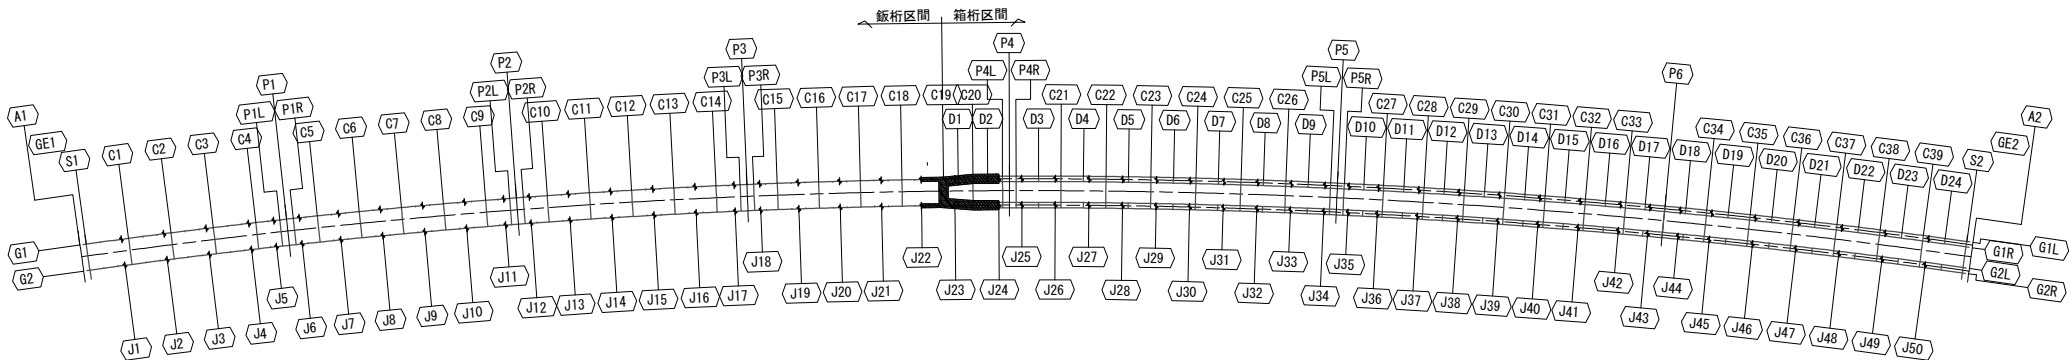 鈑桁区間 箱桁区間
P1 P2 P3 P4 P5 P6
P1L P1R P2L P2R P3L P3R P4L P4R P5L P5R
A1 GE1 S1 C1 C2 C3 C4 C5 C6 C7 C8 C9 C10 C11 C12 C13 C14 C15 C16 C17 C18 C19 C20 C21 C22 C23 C24 C25 C26 C27 C28 C29 C30 C31 C32 C33 C34 C35 C36 C37 C38 C39 S2 GE2 A2
D1 D2 D3 D4 D5 D6 D7 D8 D9 D10 D11 D12 D13 D14 D15 D16 D17 D18 D19 D20 D21 D22 D23 D24
G1 G1R G1L
G2 G2L G2R
J1 J2 J3 J4 J5 J6 J7 J8 J9 J10 J11 J12 J13 J14 J15 J16 J17 J18 J19 J20 J21 J22 J23 J24 J25 J26 J27 J28 J29 J30 J31 J32 J33 J34 J35 J36 J37 J38 J39 J40 J41 J42 J43 J44 J45 J46 J47 J48 J49 J50